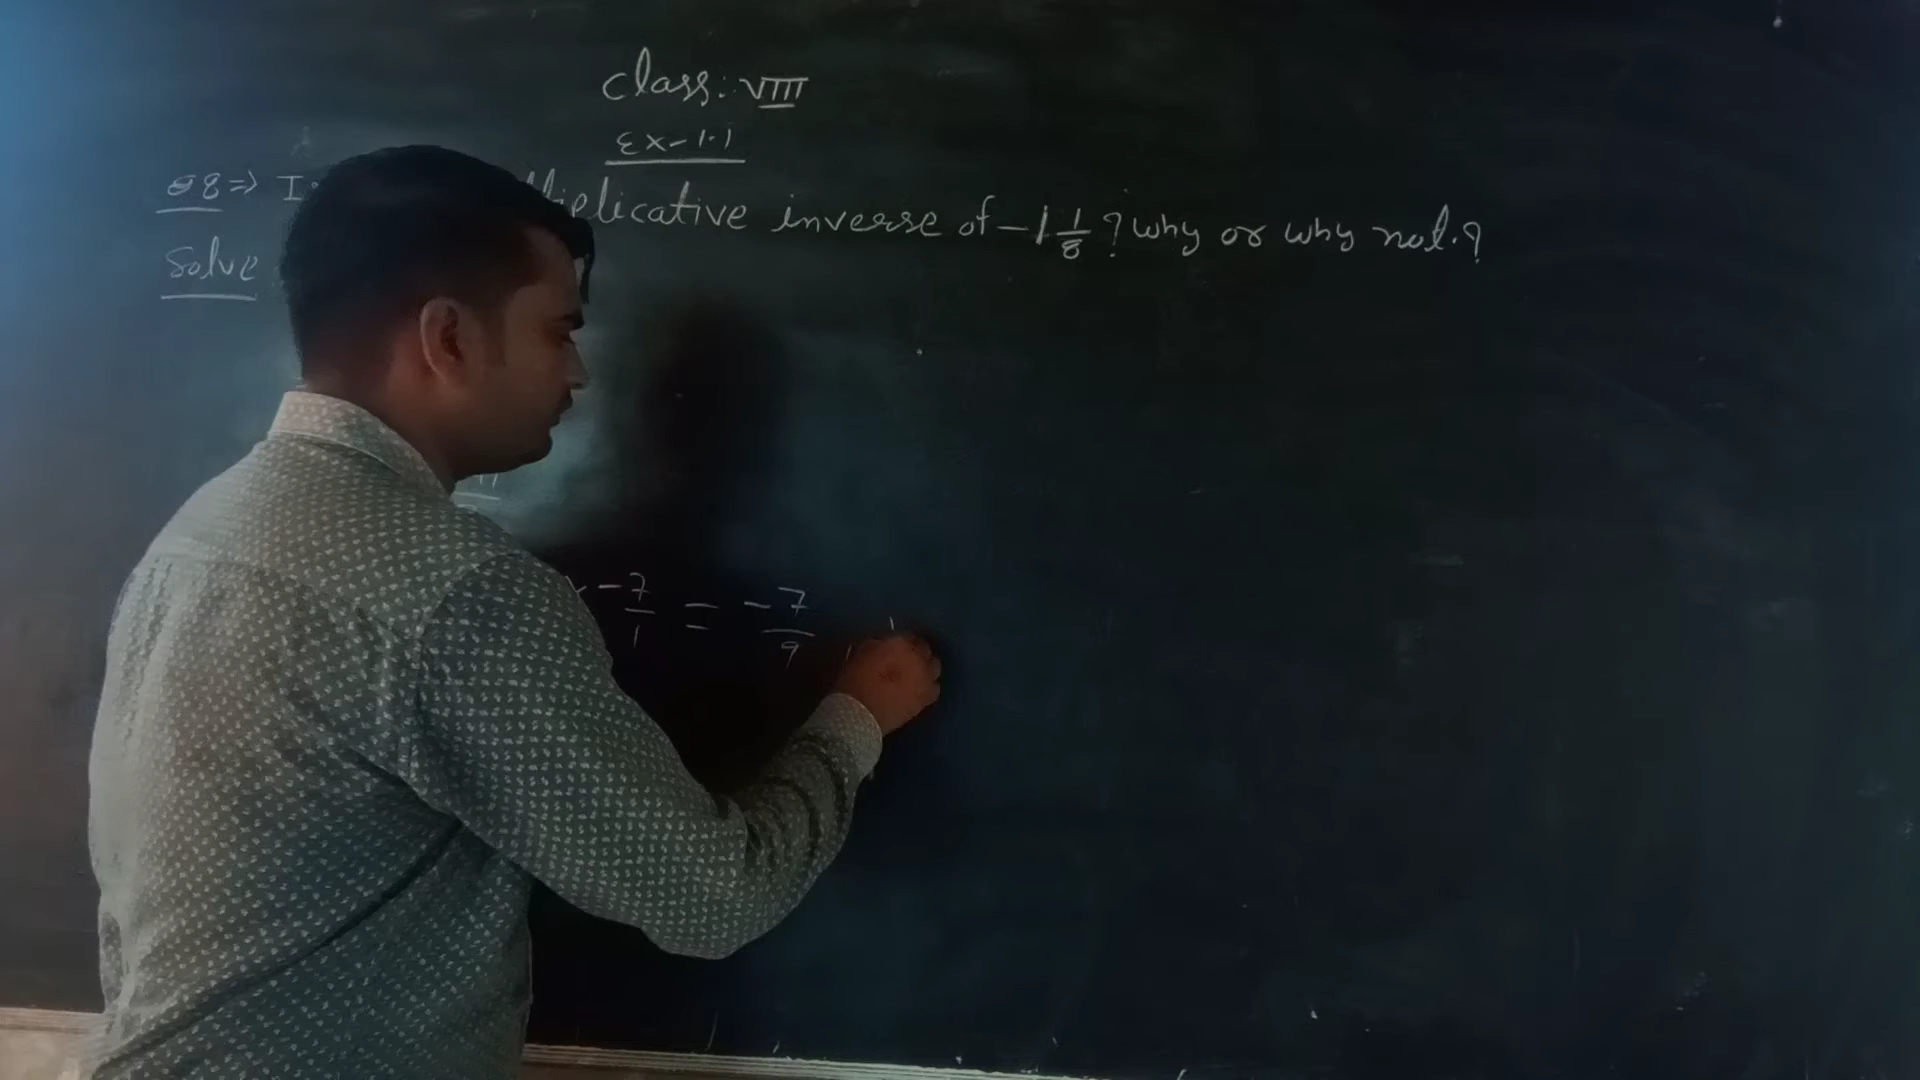 Class: VIII
Ex-1.1
Q8⇒ I tiplicative inverse of -1 1/8 ? why or why not.?
Solve
-7/1 = -7/9